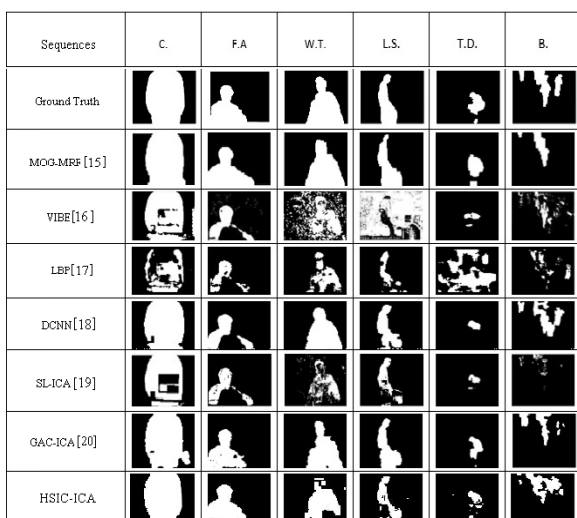 Sequences C. F.A W.T. L.S. T.D. B.
Ground Truth
MOG-MRF[15]
VIBE[16]
LBP[17]
DCNN[18]
SL-ICA [19]
GAC-ICA[20]
HSIC-ICA